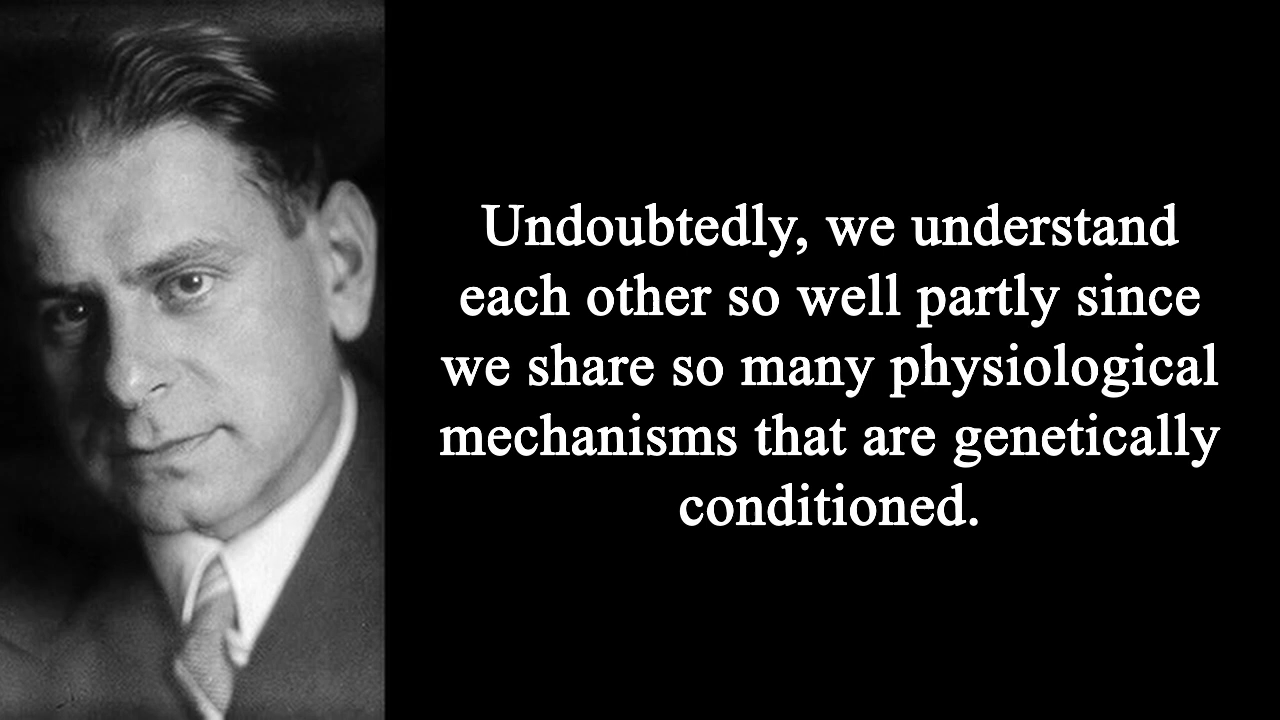 Undoubtedly, we understand
each other so well partly since
we share so many physiological
mechanisms that are genetically
conditioned.